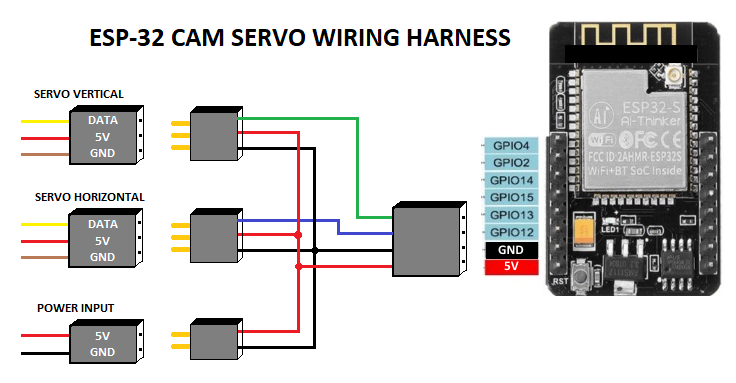 ESP-32 CAM SERVO WIRING HARNESS
SERVO VERTICAL
DATA
5V
GND
SERVO HORIZONTAL
DATA
5V
GND
POWER INPUT
5V
GND
GPIO4
GPIO2
GPIO14
GPIO15
GPIO13
GPIO12
GND
5V
Ai
ESP32-S
Ai-Thinker
WiFi
FCC ID:2AHMR-ESP32S
WiFi+BT SoC Inside
LED1
RST